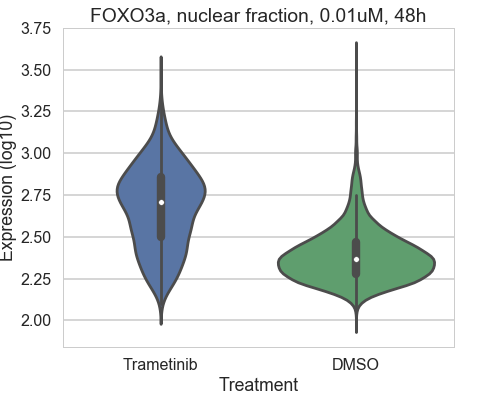 FOXO3a, nuclear fraction, 0.01uM, 48h
3.75
3.50
3.25
3.00
2.75
2.50
2.25
2.00
Expression (log10)
Trametinib DMSO
Treatment